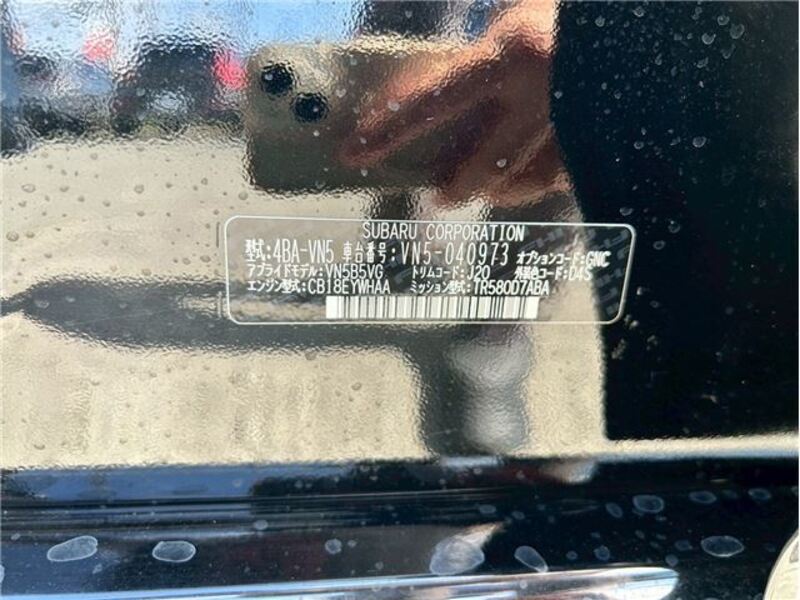 SUBARU CORPORATION
型式:4BA-VN5 車台番号:VN5-040973 オプションコード:GNC
アプライドモデル:VN5B5VG トリムコード:J20 外装色コード:D4S
エンジン型式:CB18EYWHAA ミッション型式:TR580D7ABA